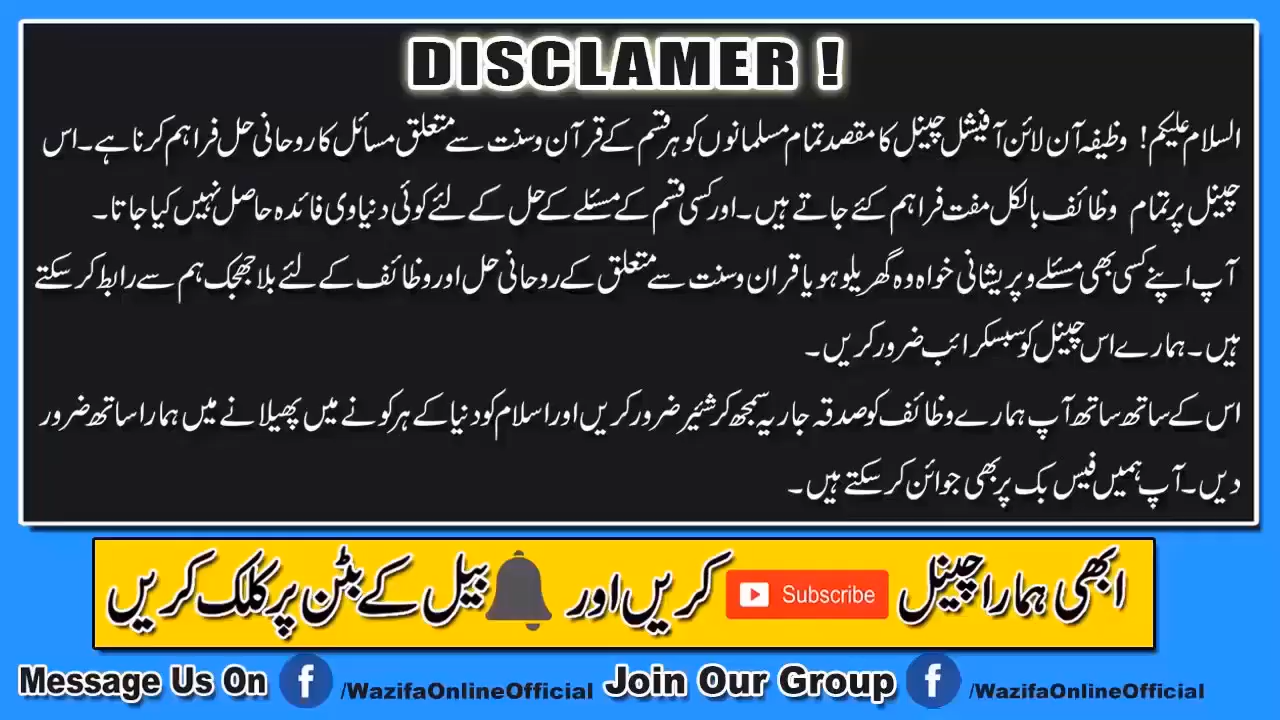 DISCLAMER !
السلام علیکم! وظیفہ آن لائن آفیشل چینل کا مقصد تمام مسلمانوں کو ہر قسم کے قرآن و سنت سے متعلق مسائل کا روحانی حل فراہم کرنا ہے۔ اس
چینل پر تمام وظائف بالکل مفت فراہم کئے جاتے ہیں۔ اور کسی قسم کے مسئلے کے حل کے لئے کوئی دنیاوی فائدہ حاصل نہیں کیا جاتا۔
آپ اپنے کسی بھی مسئلے و پریشانی خواہ وہ گھریلو ہو یا قران و سنت سے متعلق کے روحانی حل اور وظائف کے لئے بلا جھجک ہم سے رابط کر سکتے
ہیں۔ ہمارے اس چینل کو سبسکرائب ضرور کریں۔
اس کے ساتھ ساتھ آپ ہمارے وظائف کو صدقہ جاریہ سمجھ کر شئیر ضرور کریں اور اسلام کو دنیا کے ہر کونے میں پھیلانے میں ہمارا ساتھ ضرور
دیں۔ آپ ہمیں فیس بک پر بھی جوائن کر سکتے ہیں۔
ابھی ہمارا چینل Subscribe کریں اور بیل کے بٹن پر کلک کریں
Message Us On f /WazifaOnlineOfficial Join Our Group f /WazifaOnlineOfficial